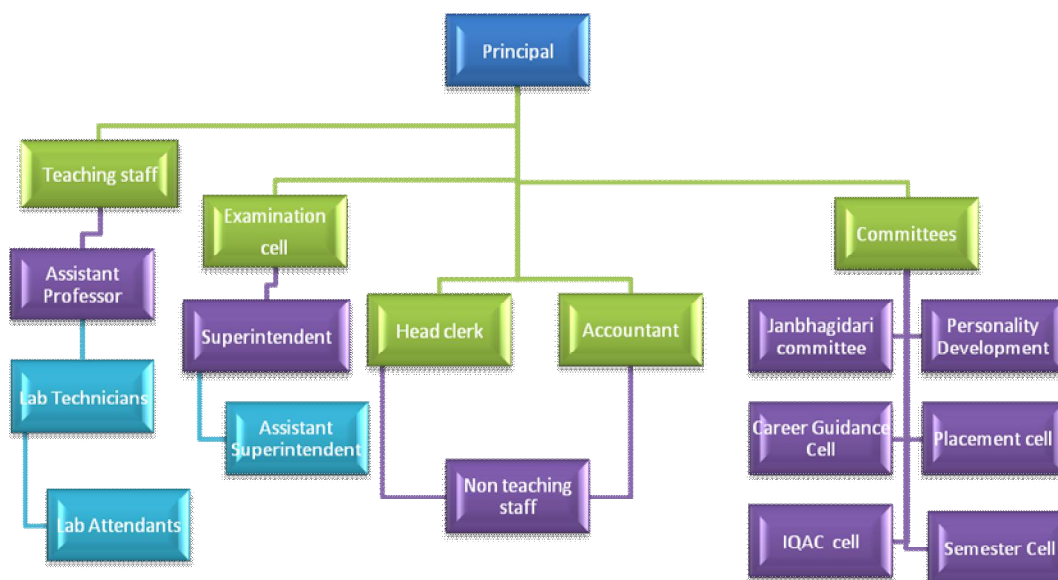 Principal
Teaching staff
Examination
cell
Committees
Assistant
Professor
Superintendent
Head clerk
Accountant
Janbhagidari
committee
Personality
Development
Lab Technicians
Assistant
Superintendent
Career Guidance
Cell
Placement cell
Non teaching
staff
Lab Attendants
IQAC cell
Semester Cell